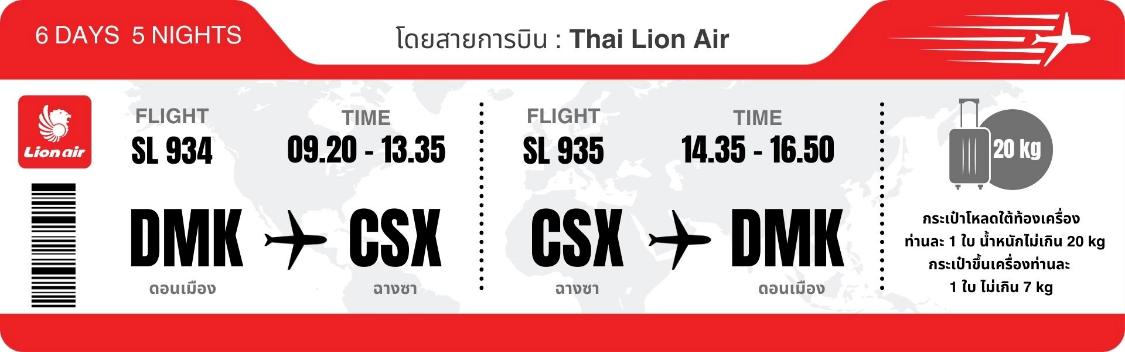 6 DAYS 5 NIGHTS
โดยสายการบิน : Thai Lion Air
Lion air
FLIGHT
SL 934
TIME
09.20 - 13.35
DMK
CSX
ดอนเมือง
ฉางซา
FLIGHT
SL 935
TIME
14.35 - 16.50
CSX
DMK
ฉางซา
ดอนเมือง
20 kg
กระเป๋าโหลดใต้ท้องเครื่อง
ท่านละ 1 ใบ น้ำหนักไม่เกิน 20 kg
กระเป๋าขึ้นเครื่องท่านละ
1 ใบ ไม่เกิน 7 kg